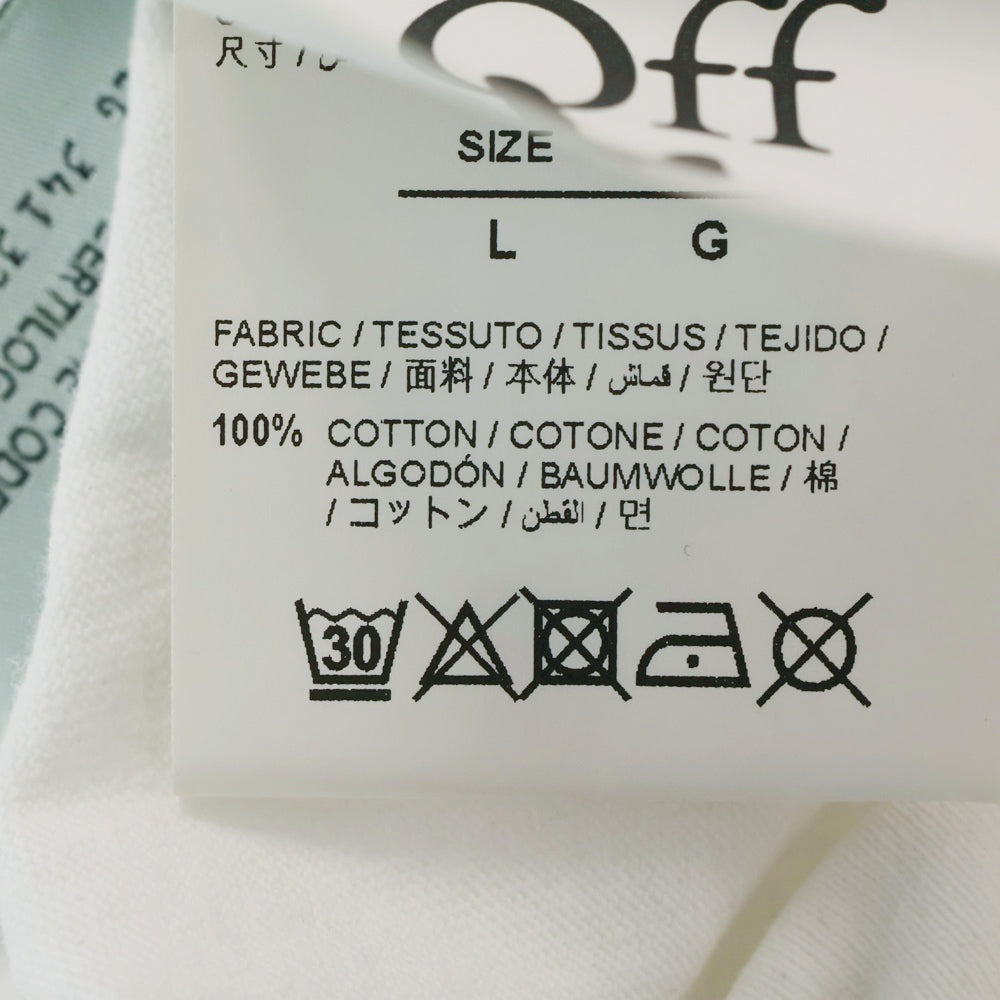 Off
尺寸 /
SIZE
L G
FABRIC / TESSUTO / TISSUS / TEJIDO /
GEWEBE / 面料 / 本体 / قماش / 원단
100% COTTON / COTONE / COTON /
ALGODÓN / BAUMWOLLE / 棉
/ コットン / القطن / 면
30
341